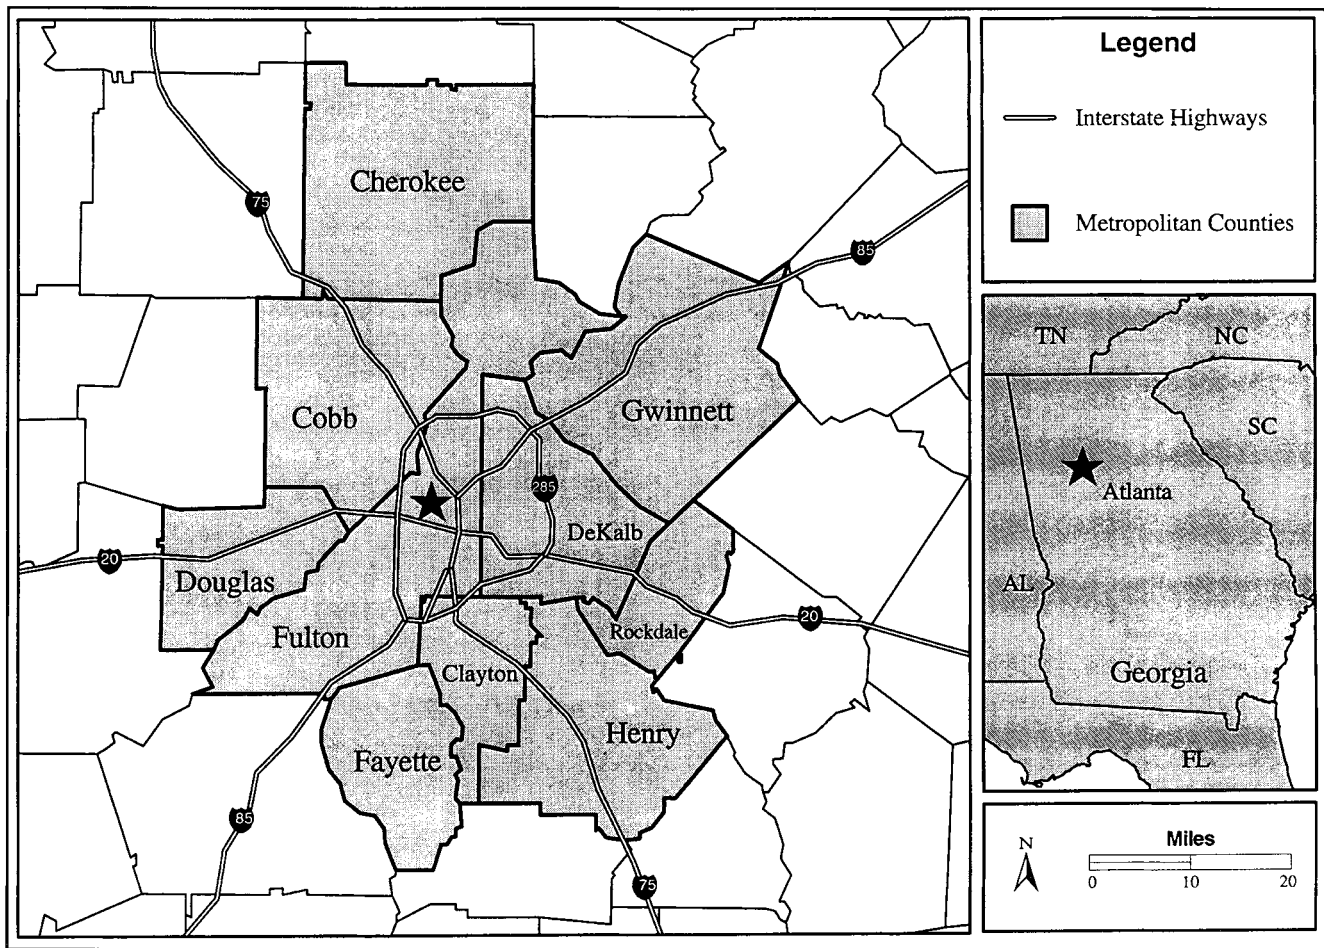 Legend
Interstate Highways
Metropolitan Counties
Cherokee
75
85
Cobb
Gwinnett
285
DeKalb
20
Douglas
Fulton
Rockdale
20
Clayton
Henry
Fayette
85
75
TN
NC
SC
Atlanta
AL
Georgia
FL
N
Miles
0 10 20